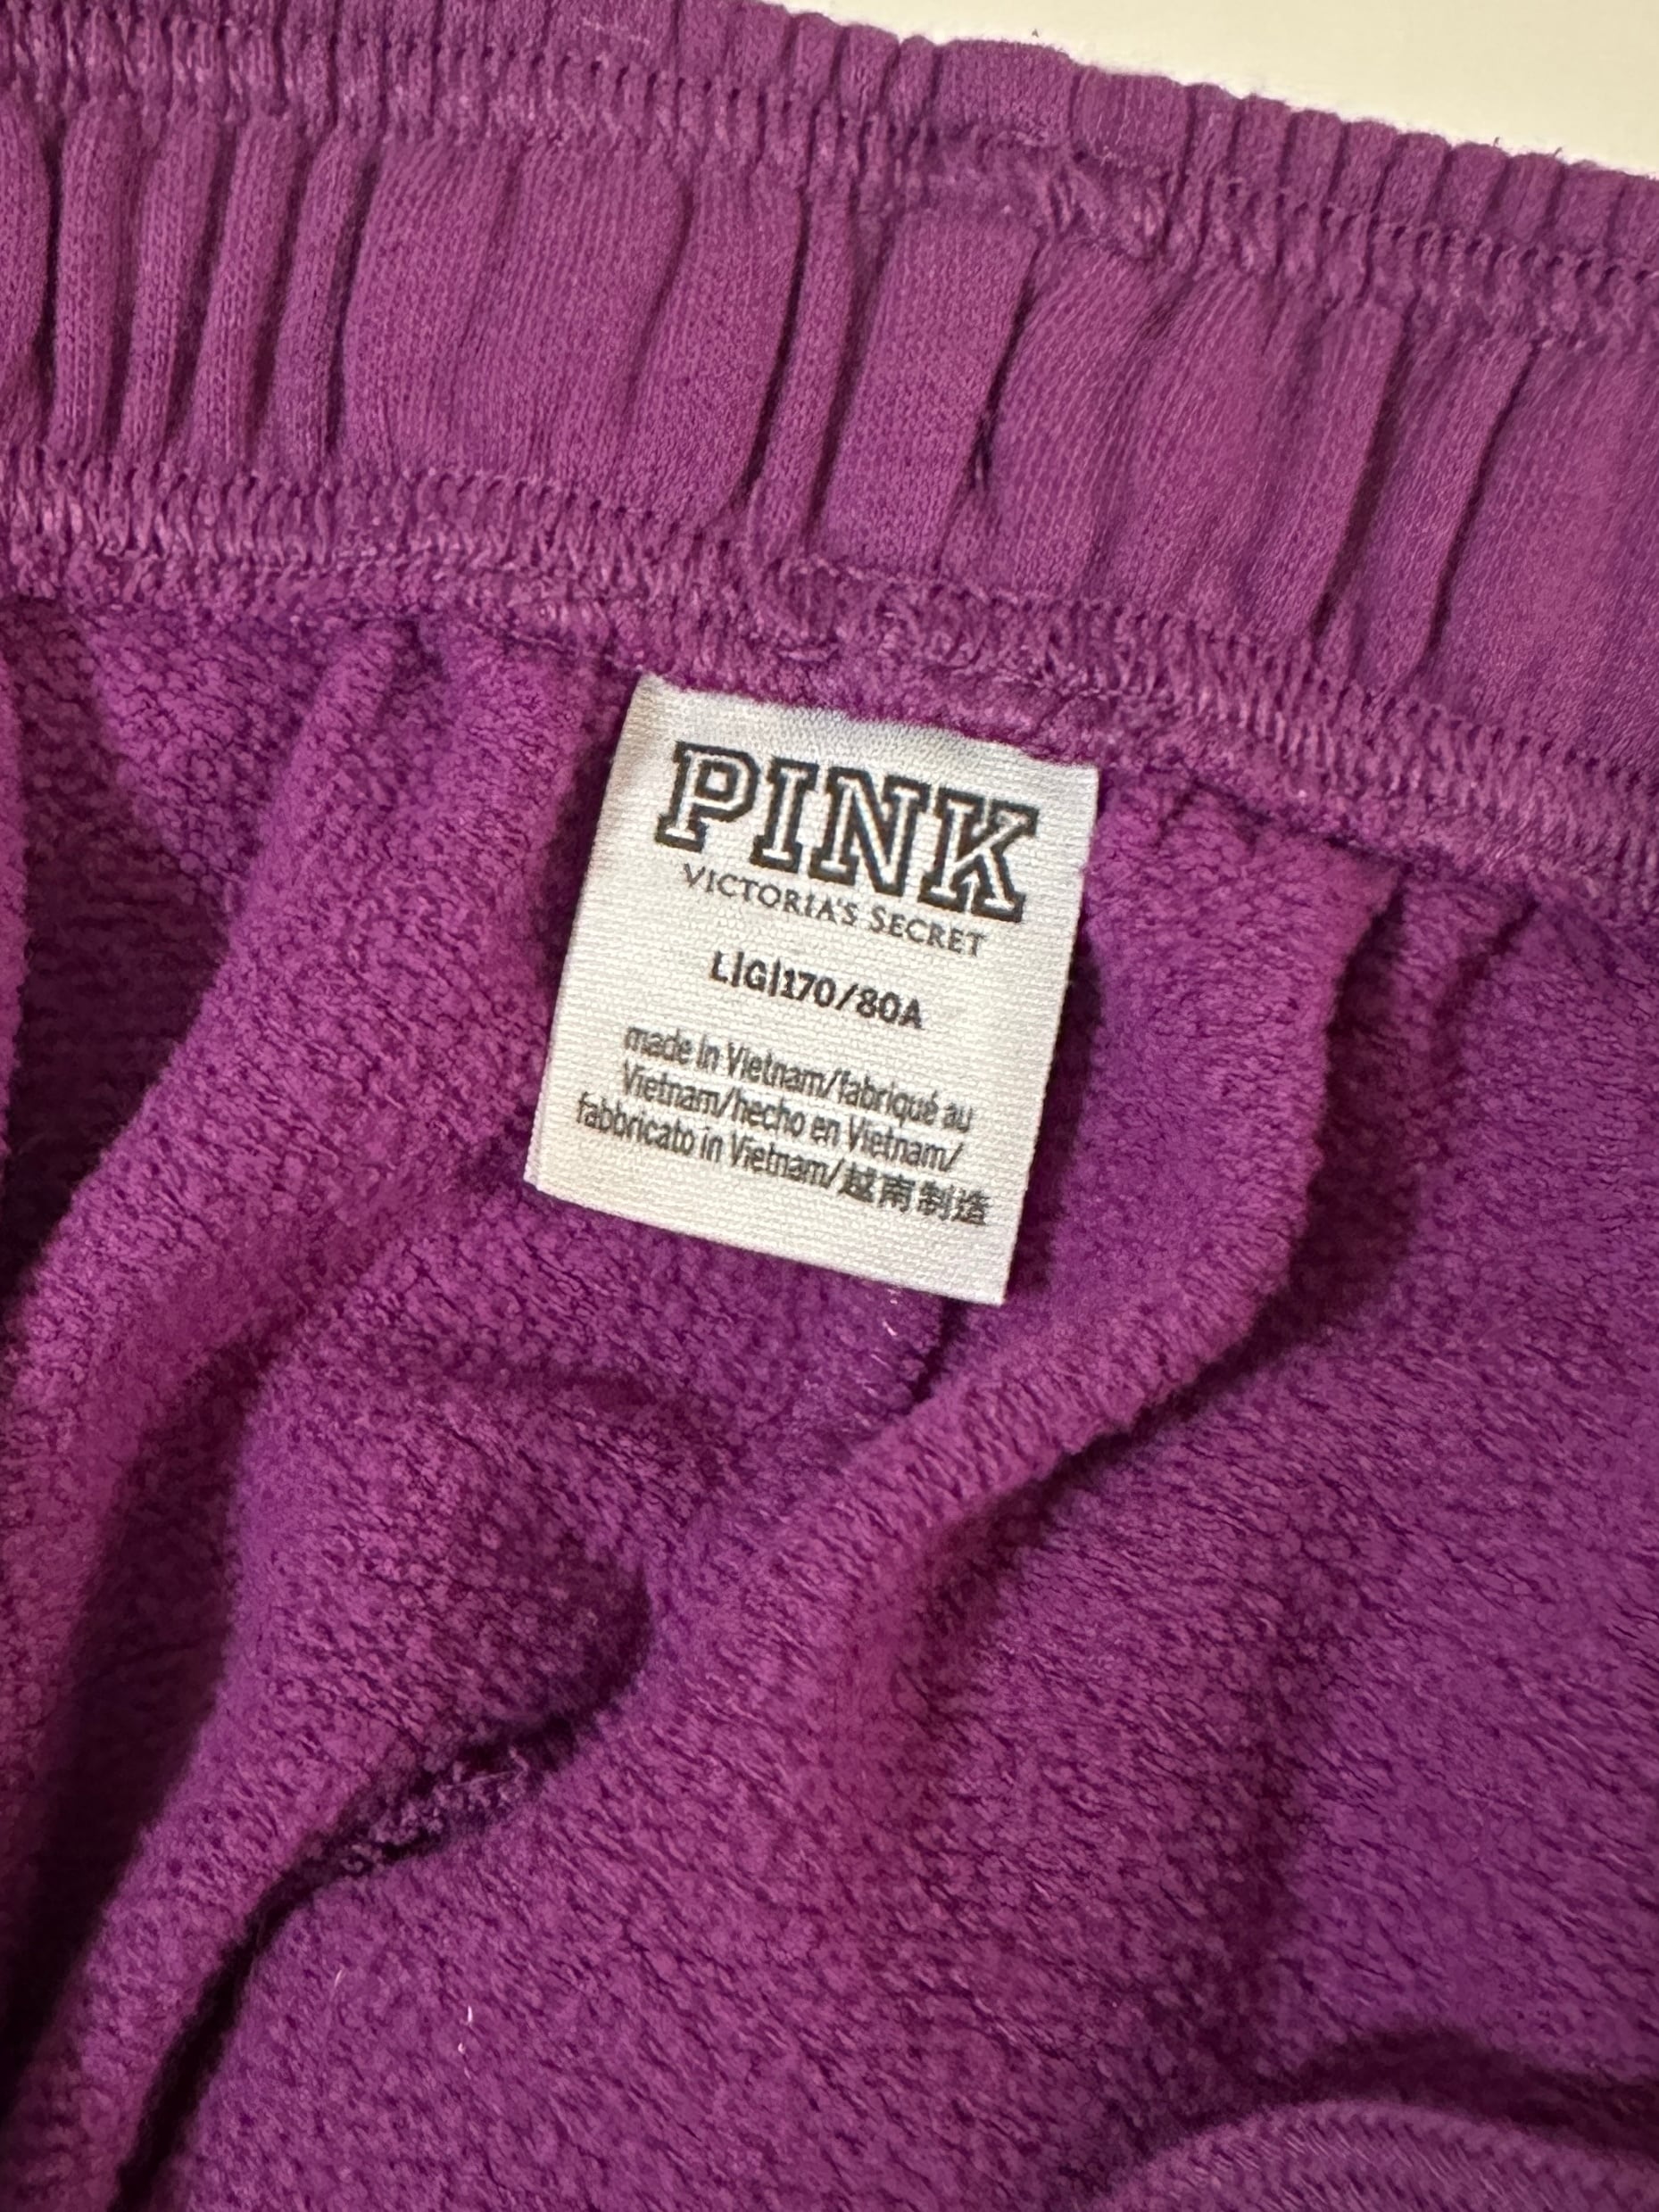 PINK
VICTORIA'S SECRET
L|G|170/80A
made in Vietnam/fabriqué au
Vietnam/hecho en Vietnam/
fabbricato in Vietnam/越南制造